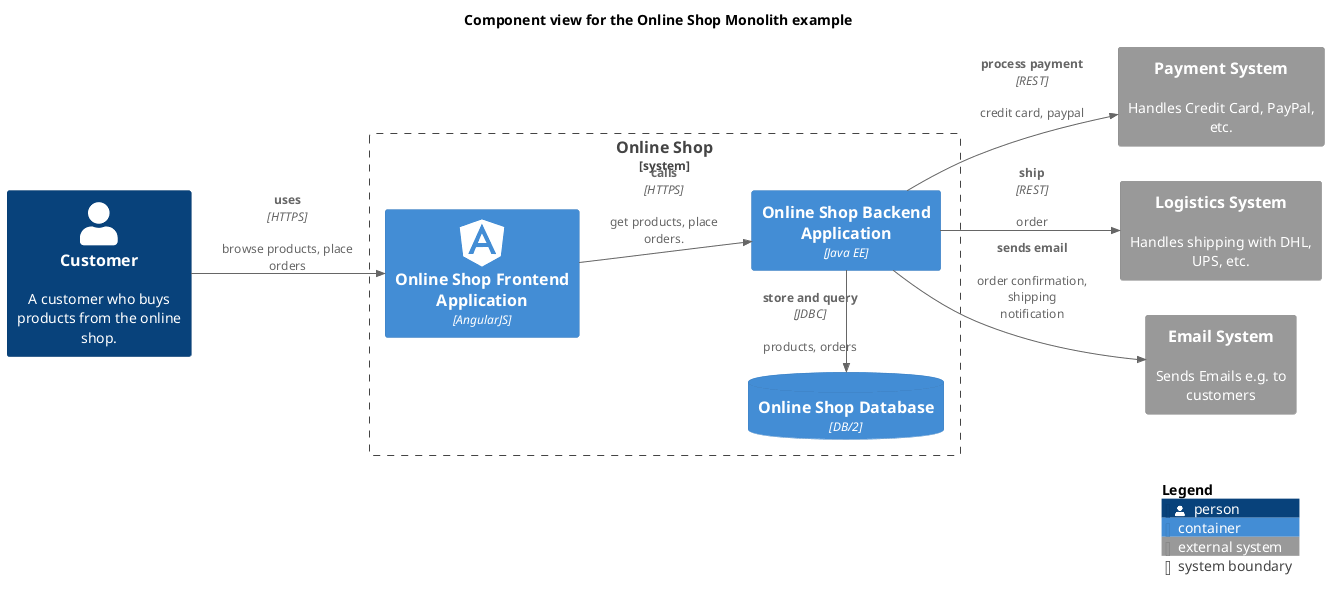 Component view for the Online Shop Monolith example
Customer
A customer who buys
products from the online
shop.
uses
[HTTPS]
browse products, place
orders
Online Shop
[system]
Online Shop Frontend
Application
[AngularJS]
calls
[HTTPS]
get products, place
orders.
Online Shop Backend
Application
[Java EE]
store and query
[JDBC]
products, orders
Online Shop Database
[DB/2]
process payment
[REST]
credit card, paypal
ship
[REST]
order
sends email
order confirmation,
shipping
notification
Payment System
Handles Credit Card, PayPal,
etc.
Logistics System
Handles shipping with DHL,
UPS, etc.
Email System
Sends Emails e.g. to
customers
Legend
person
container
external system
system boundary